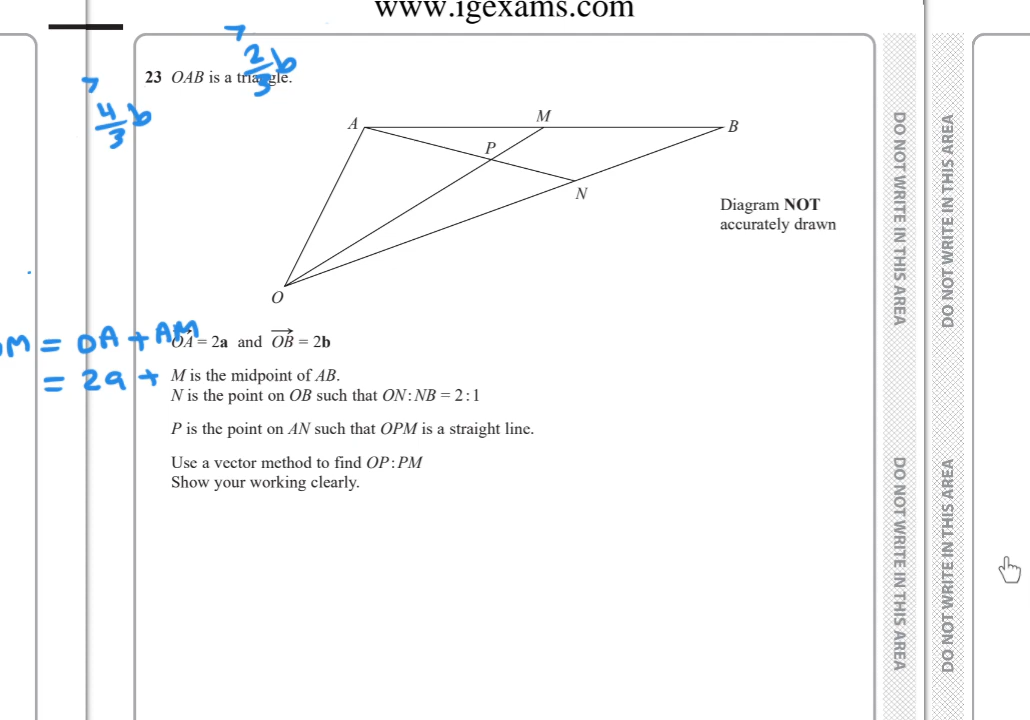 www.igexams.com
7
2/3 b
23 OAB is a triangle.
7
4/3 b
A
M
B
P
N
Diagram NOT
accurately drawn
O
M = OA + AM
OA = 2a and OB = 2b
= 2a +
M is the midpoint of AB.
N is the point on OB such that ON : NB = 2 : 1
P is the point on AN such that OPM is a straight line.
Use a vector method to find OP : PM
Show your working clearly.
DO NOT WRITE IN THIS AREA
DO NOT WRITE IN THIS AREA
DO NOT WRITE IN THIS AREA
DO NOT WRITE IN THIS AREA